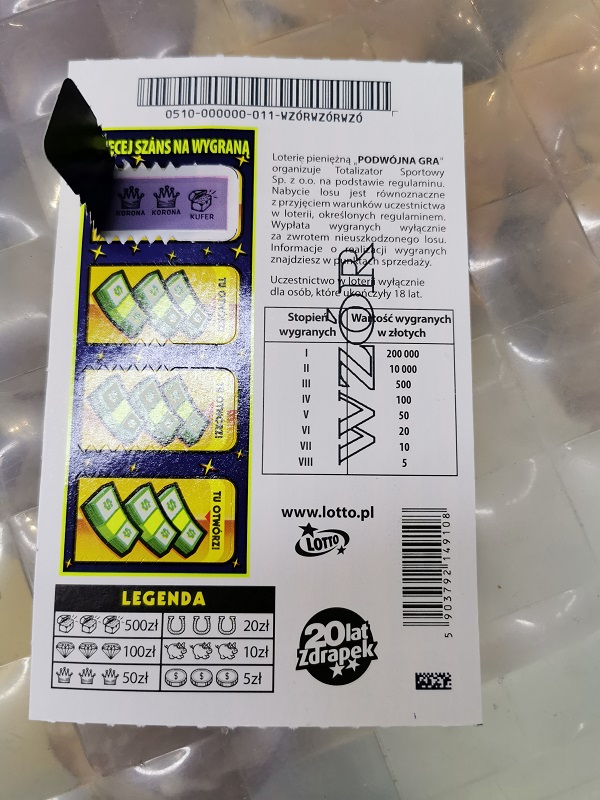 0510-000000-011-WZÓRWZÓRWZÓ
ĘCEJ SZANS NA WYGRANĄ
KORONA KORONA KUFER
TU OTWÓRZ!
TU OTWÓRZ!
TU OTWÓRZ!
Loterię pieniężną „PODWÓJNA GRA"
organizuje Totalizator Sportowy
Sp. z o.o. na podstawie regulaminu.
Nabycie losu jest równoznaczne
z przyjęciem warunków uczestnictwa
w loterii, określonych regulaminem.
Wypłata wygranych wyłącznie
za zwrotem nieuszkodzonego losu.
Informacje o realizacji wygranych
znajdziesz w punktach sprzedaży.
Uczestnictwo w loterii wyłącznie
dla osób, które ukończyły 18 lat.
WZÓR
Stopień wygranych Wartość wygranych w złotych
I 200 000
II 10 000
III 500
IV 100
V 50
VI 20
VII 10
VIII 5
www.lotto.pl
LOTTO
5 903792 149108
20 lat
Zdrapek
LEGENDA
500zł 20zł
100zł 10zł
50zł 5zł